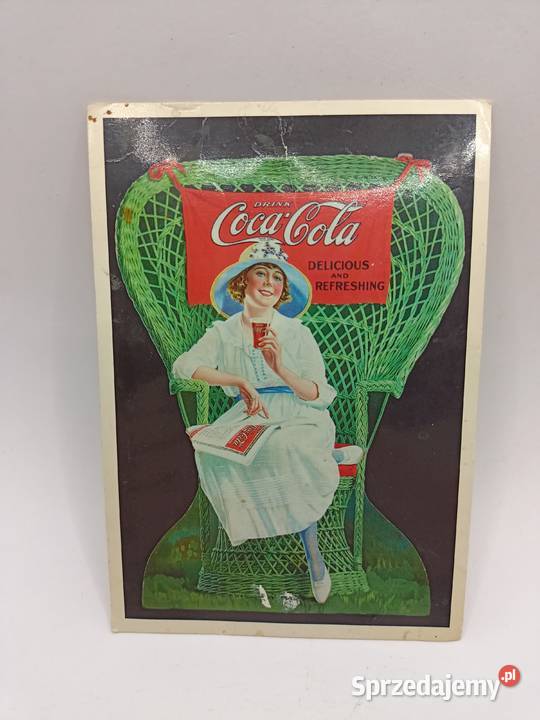 DRINK
Coca-Cola
DELICIOUS
AND
REFRESHING
Sprzedajemy.pl